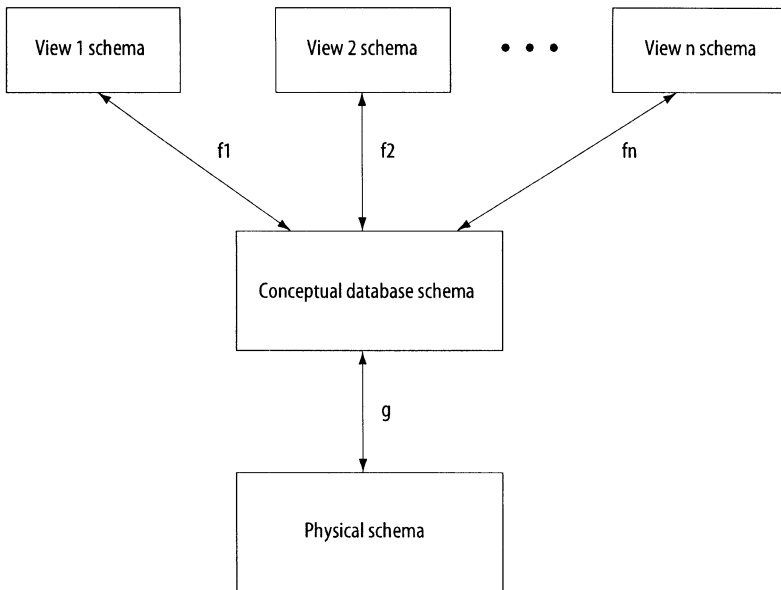 View 1 schema
View 2 schema
• • •
View n schema
f1
f2
fn
Conceptual database schema
g
Physical schema